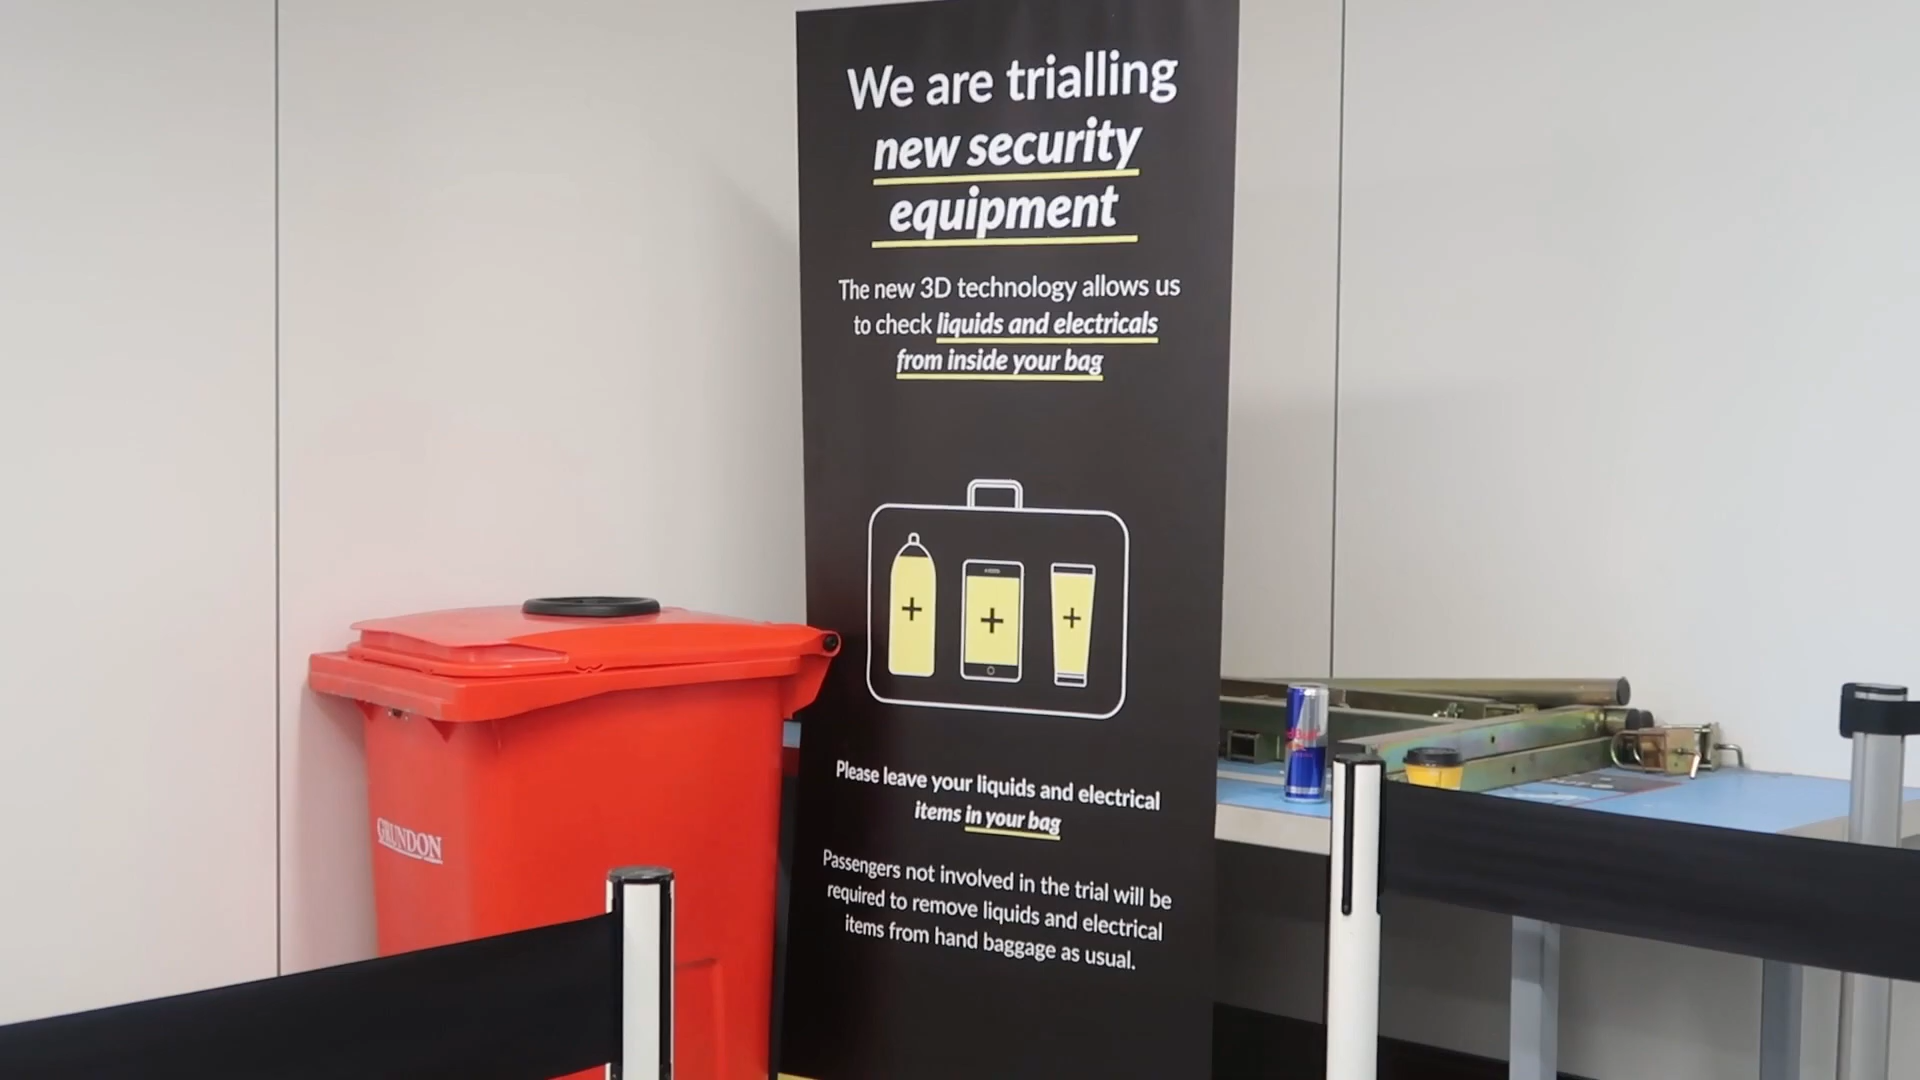 We are trialling
new security
equipment
The new 3D technology allows us
to check liquids and electricals
from inside your bag
Please leave your liquids and electrical
items in your bag
Passengers not involved in the trial will be
required to remove liquids and electrical
items from hand baggage as usual.
GRUNDON